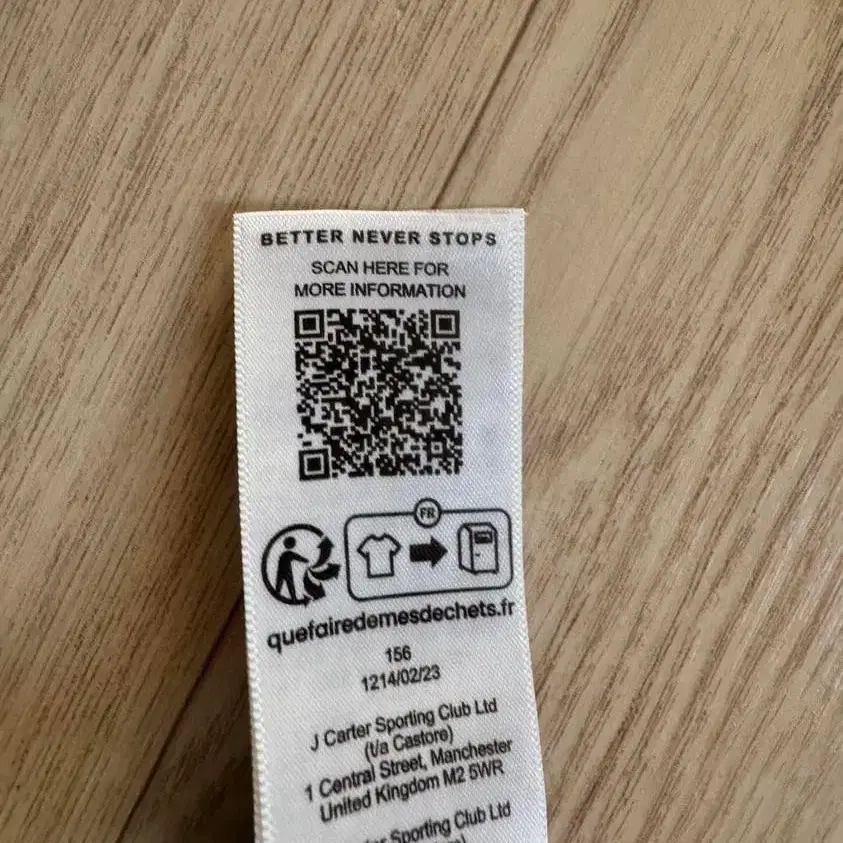 BETTER NEVER STOPS
SCAN HERE FOR
MORE INFORMATION
FR
quefairedemesdechets.fr
156
1214/02/23
J Carter Sporting Club Ltd
(t/a Castore)
1 Central Street, Manchester
United Kingdom M2 5WR
Sporting Club Ltd